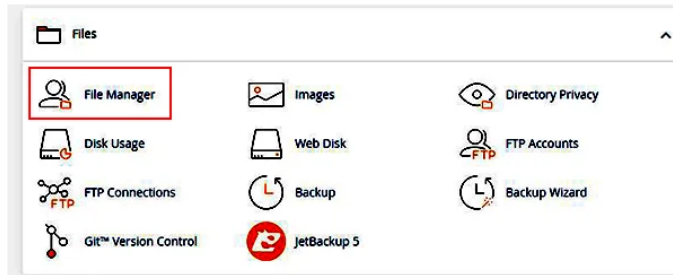 Files
File Manager
Images
Directory Privacy
Disk Usage
Web Disk
FTP Accounts
FTP
FTP Connections
FTP
Backup
Backup Wizard
Git™ Version Control
JetBackup 5